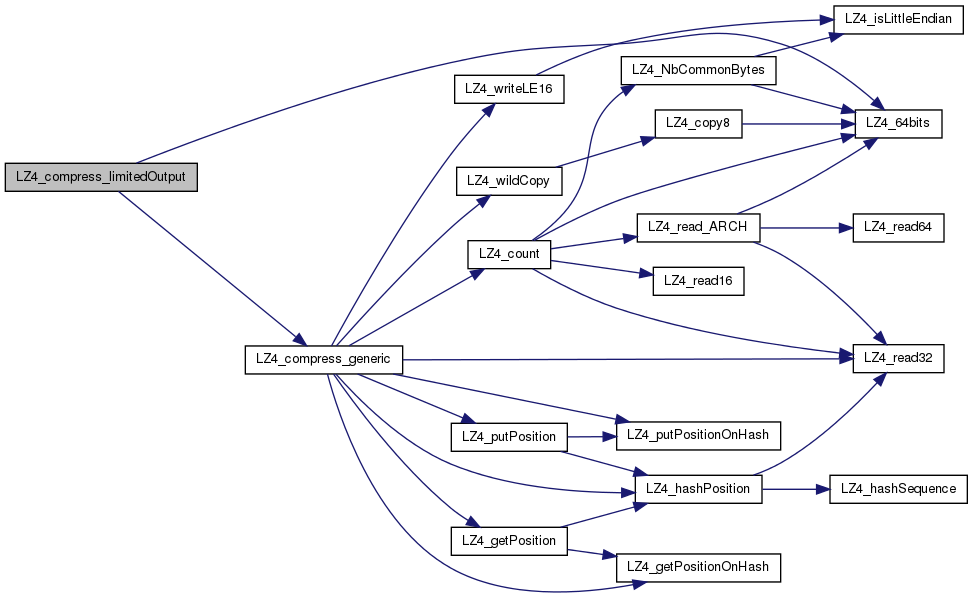 LZ4_isLittleEndian
LZ4_NbCommonBytes
LZ4_writeLE16
LZ4_copy8
LZ4_64bits
LZ4_compress_limitedOutput
LZ4_wildCopy
LZ4_read_ARCH
LZ4_read64
LZ4_count
LZ4_read16
LZ4_compress_generic
LZ4_read32
LZ4_putPosition
LZ4_putPositionOnHash
LZ4_hashPosition
LZ4_hashSequence
LZ4_getPosition
LZ4_getPositionOnHash